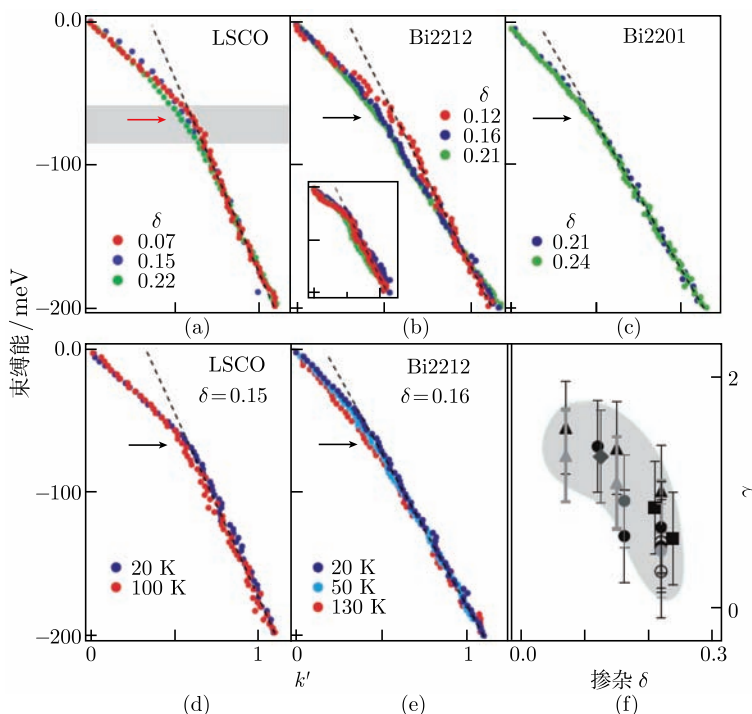 束缚能/meV
0.0
−100
−200
LSCO
δ
0.07
0.15
0.22
(a)
Bi2212
δ
0.12
0.16
0.21
(b)
Bi2201
δ
0.21
0.24
(c)
0.0
−100
−200
LSCO
δ=0.15
20 K
100 K
0
1
(d)
Bi2212
δ=0.16
20 K
50 K
130 K
0
1
k′
(e)
2
γ
0
0.0
0.3
掺杂 δ
(f)